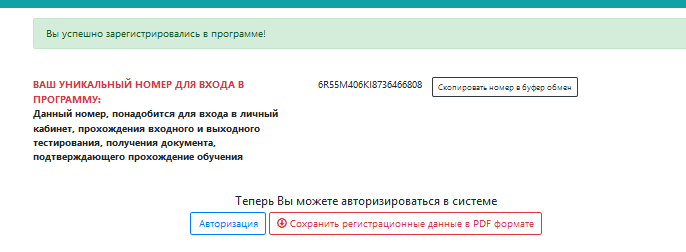 Вы успешно зарегистрировались в программе!
ВАШ УНИКАЛЬНЫЙ НОМЕР ДЛЯ ВХОДА В
ПРОГРАММУ:
6R55M406KI8736466808
Скопировать номер в буфер обмен
Данный номер, понадобится для входа в личный
кабинет, прохождения входного и выходного
тестирования, получения документа,
подтверждающего прохождение обучения
Теперь Вы можете авторизироваться в системе
Авторизация
Сохранить регистрационные данные в PDF формате